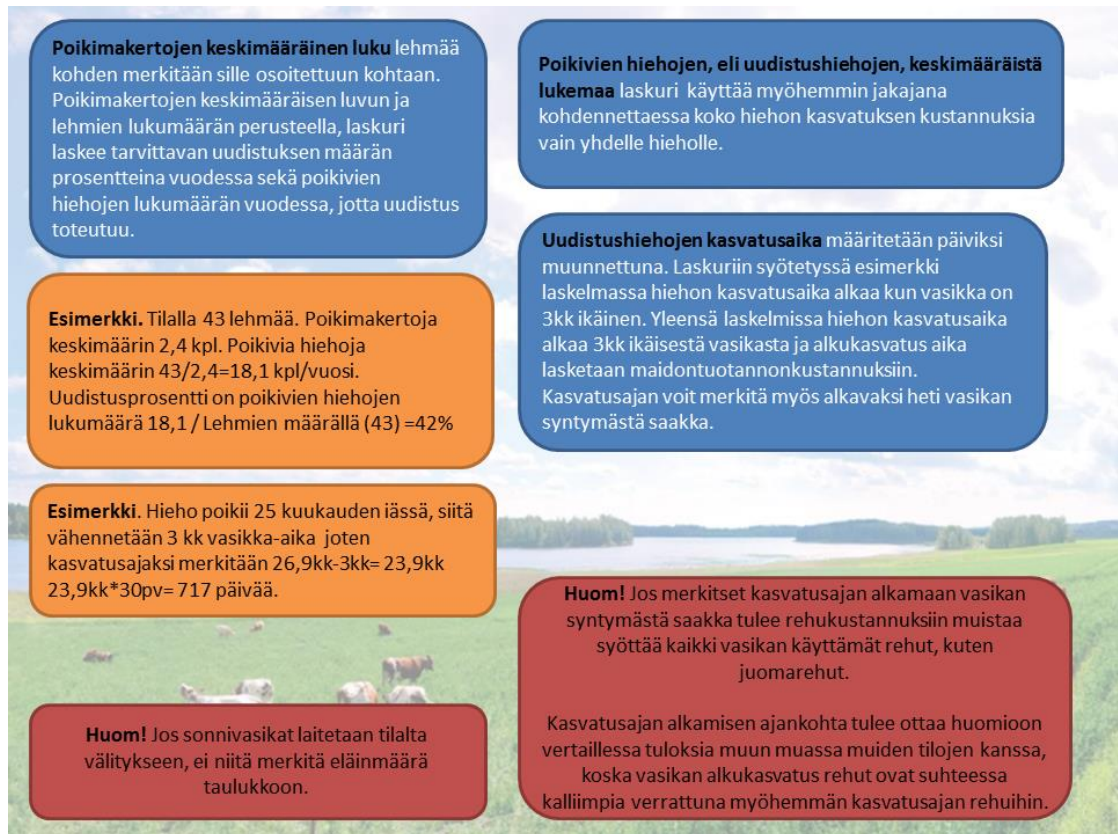 Poikimakertojen keskimääräinen luku lehmää
kohden merkitään sille osoitettuun kohtaan.
Poikimakertojen keskimääräisen luvun ja
lehmien lukumäärän perusteella, laskuri
laskee tarvittavan uudistuksen määrän
prosentteina vuodessa sekä poikivien
hiehojen lukumäärän vuodessa, jotta uudistus
toteutuu.
Esimerkki. Tilalla 43 lehmää. Poikimakertoja
keskimäärin 2,4 kpl. Poikivia hiehoja
keskimäärin 43/2,4=18,1 kpl/vuosi.
Uudistusprosentti on poikivien hiehojen
lukumäärä 18,1 / Lehmien määrällä (43) =42%
Esimerkki. Hieho poikii 25 kuukauden iässä, siitä
vähennetään 3 kk vasikka-aika joten
kasvatusajaksi merkitään 26,9kk-3kk= 23,9kk
23,9kk*30pv= 717 päivää.
Huom! Jos sonnivasikat laitetaan tilalta
välitykseen, ei niitä merkitä eläinmäärä
taulukkoon.
Poikivien hiehojen, eli uudistushiehojen, keskimääräistä
lukemaa laskuri käyttää myöhemmin jakajana
kohdennettaessa koko hiehon kasvatuksen kustannuksia
vain yhdelle hieholle.
Uudistushiehojen kasvatusaika määritetään päiviksi
muunnettuna. Laskuriin syötetyssä esimerkki
laskelmassa hiehon kasvatusaika alkaa kun vasikka on
3kk ikäinen. Yleensä laskelmissa hiehon kasvatusaika
alkaa 3kk ikäisestä vasikasta ja alkukasvatus aika
lasketaan maidontuotannonkustannuksiin.
Kasvatusajan voit merkitä myös alkavaksi heti vasikan
syntymästä saakka.
Huom! Jos merkitset kasvatusajan alkamaan vasikan
syntymästä saakka tulee rehukustannuksiin muistaa
syöttää kaikki vasikan käyttämät rehut, kuten
juomarehut.
Kasvatusajan alkamisen ajankohta tulee ottaa huomioon
vertaillessa tuloksia muun muassa muiden tilojen kanssa,
koska vasikan alkukasvatus rehut ovat suhteessa
kalliimpia verrattuna myöhemmän kasvatusajan rehuihin.